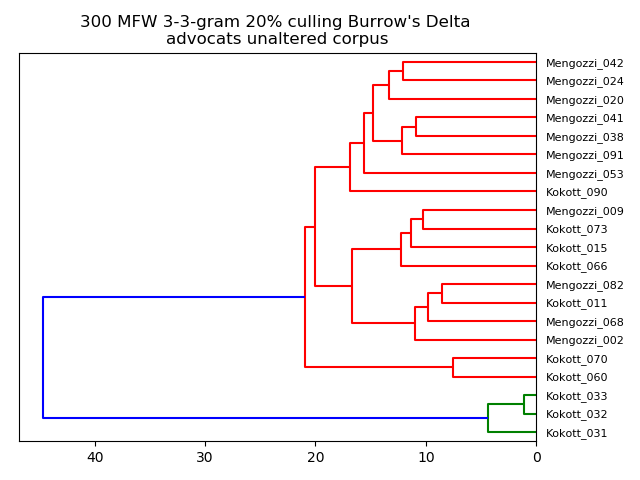 300 MFW 3-3-gram 20% culling Burrow's Delta
advocats unaltered corpus
Mengozzi_042
Mengozzi_024
Mengozzi_020
Mengozzi_041
Mengozzi_038
Mengozzi_091
Mengozzi_053
Kokott_090
Mengozzi_009
Kokott_073
Kokott_015
Kokott_066
Mengozzi_082
Kokott_011
Mengozzi_068
Mengozzi_002
Kokott_070
Kokott_060
Kokott_033
Kokott_032
Kokott_031
40 30 20 10 0